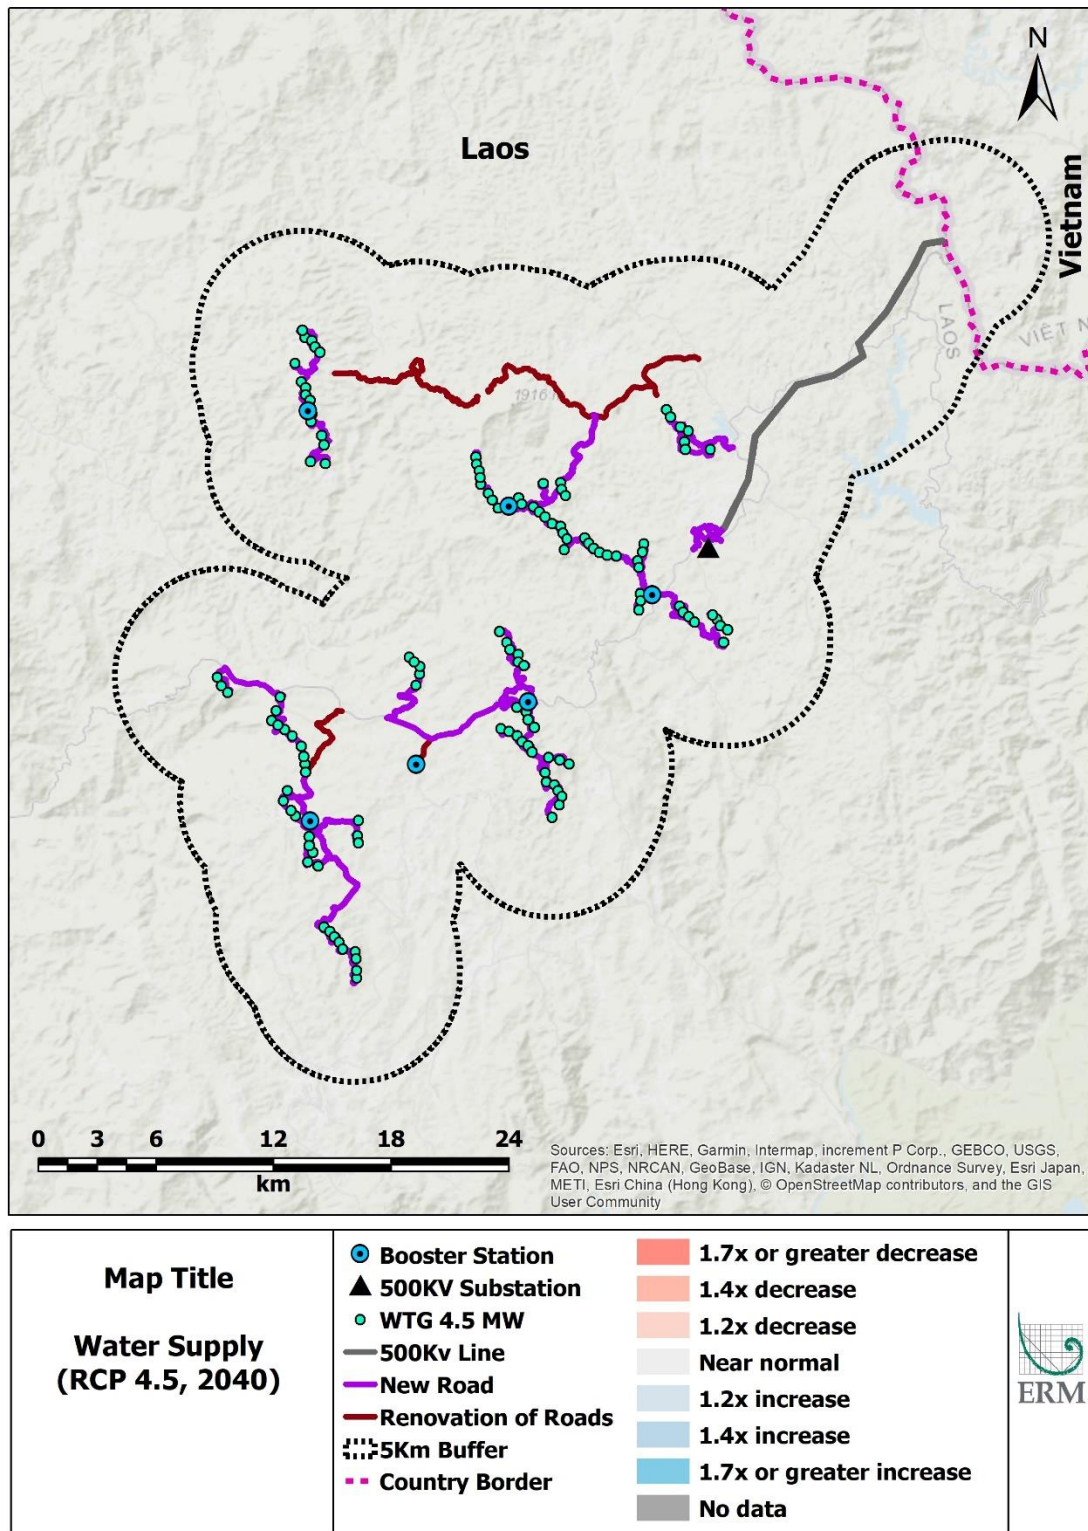 N
Laos
Vietnam
LAOS
VIỆT N
0 3 6 12 18 24
km
Sources: Esri, HERE, Garmin, Intermap, increment P Corp., GEBCO, USGS,
FAO, NPS, NRCAN, GeoBase, IGN, Kadaster NL, Ordnance Survey, Esri Japan,
METI, Esri China (Hong Kong), © OpenStreetMap contributors, and the GIS
User Community
Map Title
Water Supply
(RCP 4.5, 2040)
Booster Station
500KV Substation
WTG 4.5 MW
500Kv Line
New Road
Renovation of Roads
5Km Buffer
Country Border
1.7x or greater decrease
1.4x decrease
1.2x decrease
Near normal
1.2x increase
1.4x increase
1.7x or greater increase
No data
ERM